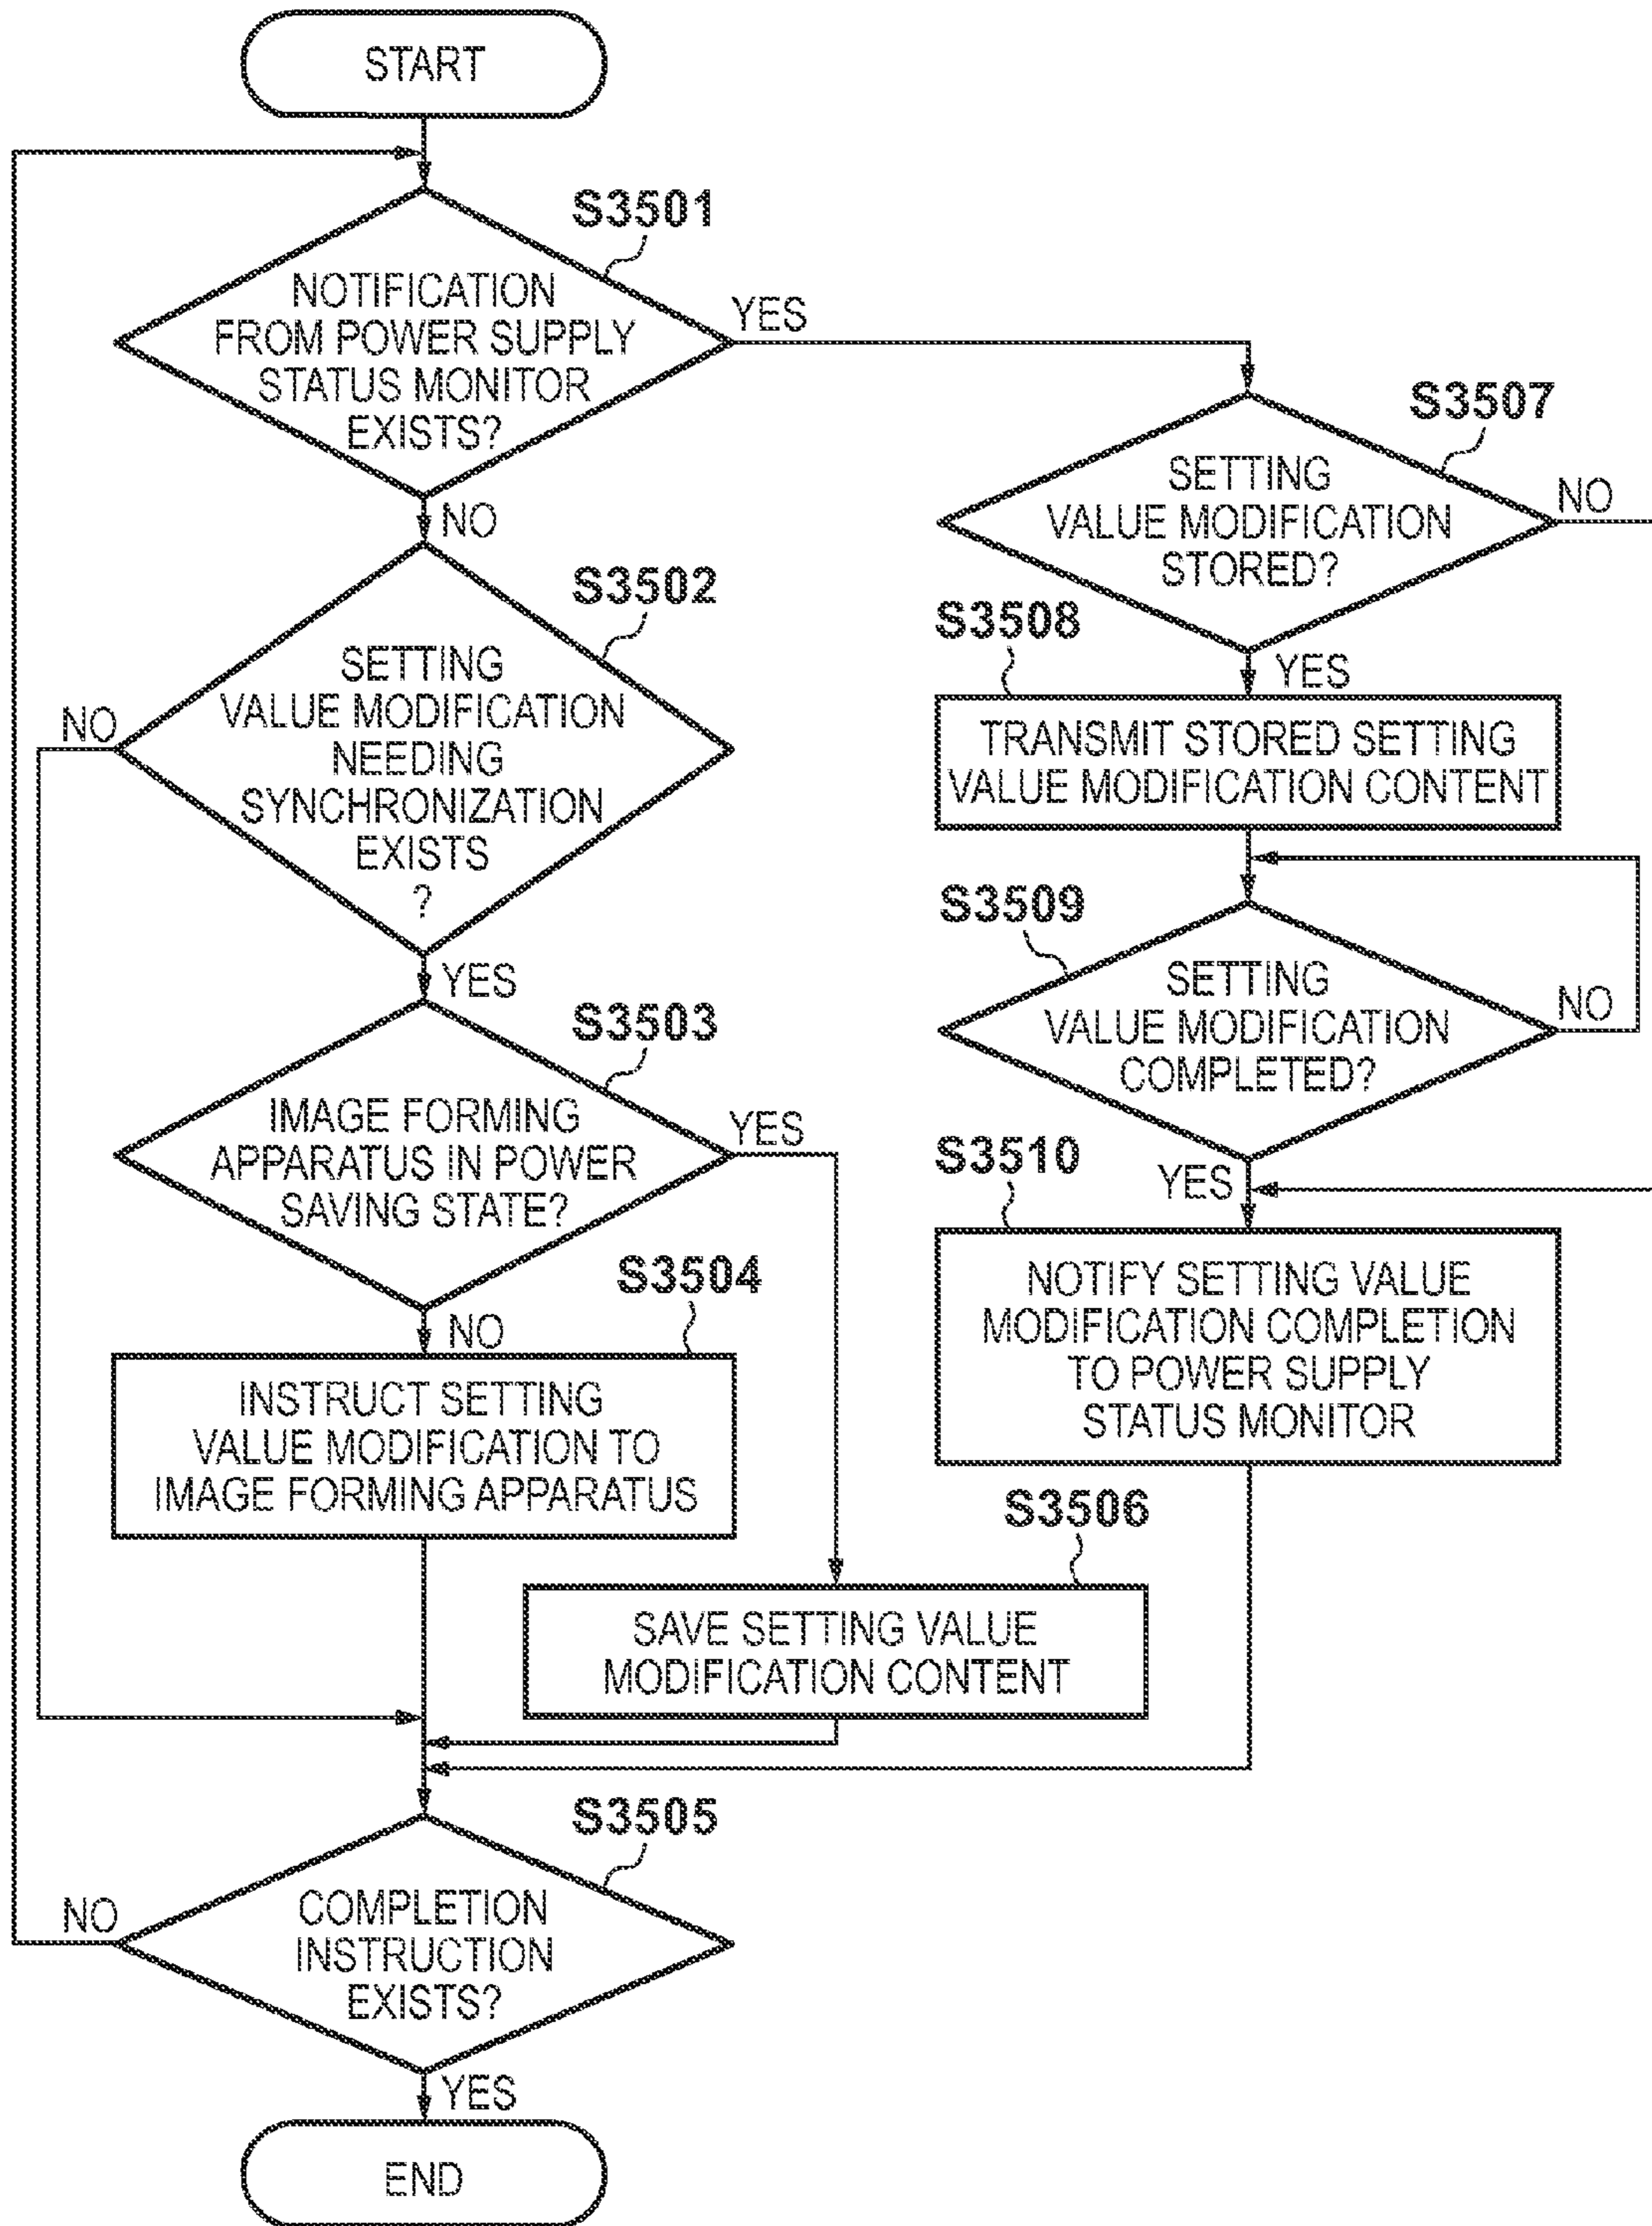 START
S3501
NOTIFICATION
FROM POWER SUPPLY
STATUS MONITOR
EXISTS?
YES
NO
S3502
SETTING
VALUE MODIFICATION
NEEDING
SYNCHRONIZATION
EXISTS
?
NO
YES
S3503
IMAGE FORMING
APPARATUS IN POWER
SAVING STATE?
YES
NO
S3504
INSTRUCT SETTING
VALUE MODIFICATION TO
IMAGE FORMING APPARATUS
S3506
SAVE SETTING VALUE
MODIFICATION CONTENT
S3507
SETTING
VALUE MODIFICATION
STORED?
NO
YES
S3508
TRANSMIT STORED SETTING
VALUE MODIFICATION CONTENT
S3509
SETTING
VALUE MODIFICATION
COMPLETED?
NO
YES
S3510
NOTIFY SETTING VALUE
MODIFICATION COMPLETION
TO POWER SUPPLY
STATUS MONITOR
S3505
COMPLETION
INSTRUCTION
EXISTS?
NO
YES
END